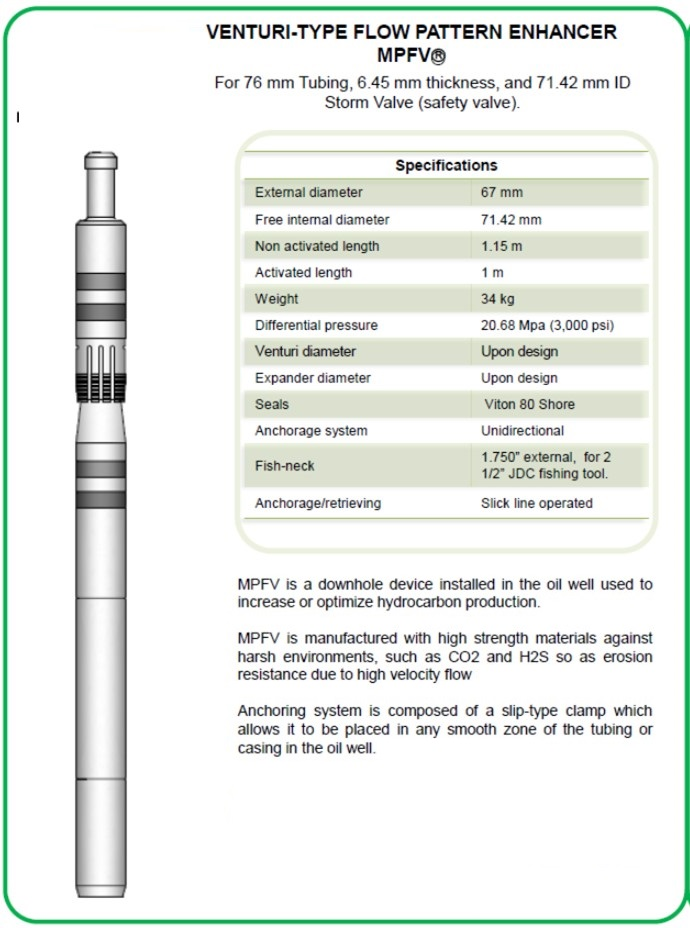 VENTURI-TYPE FLOW PATTERN ENHANCER
MPFV®
For 76 mm Tubing, 6.45 mm thickness, and 71.42 mm ID
Storm Valve (safety valve).
Specifications
External diameter 67 mm
Free internal diameter 71.42 mm
Non activated length 1.15 m
Activated length 1 m
Weight 34 kg
Differential pressure 20.68 Mpa (3,000 psi)
Venturi diameter Upon design
Expander diameter Upon design
Seals Viton 80 Shore
Anchorage system Unidirectional
Fish-neck 1.750” external, for 2
1/2” JDC fishing tool.
Anchorage/retrieving Slick line operated
MPFV is a downhole device installed in the oil well used to
increase or optimize hydrocarbon production.
MPFV is manufactured with high strength materials against
harsh environments, such as CO2 and H2S so as erosion
resistance due to high velocity flow
Anchoring system is composed of a slip-type clamp which
allows it to be placed in any smooth zone of the tubing or
casing in the oil well.